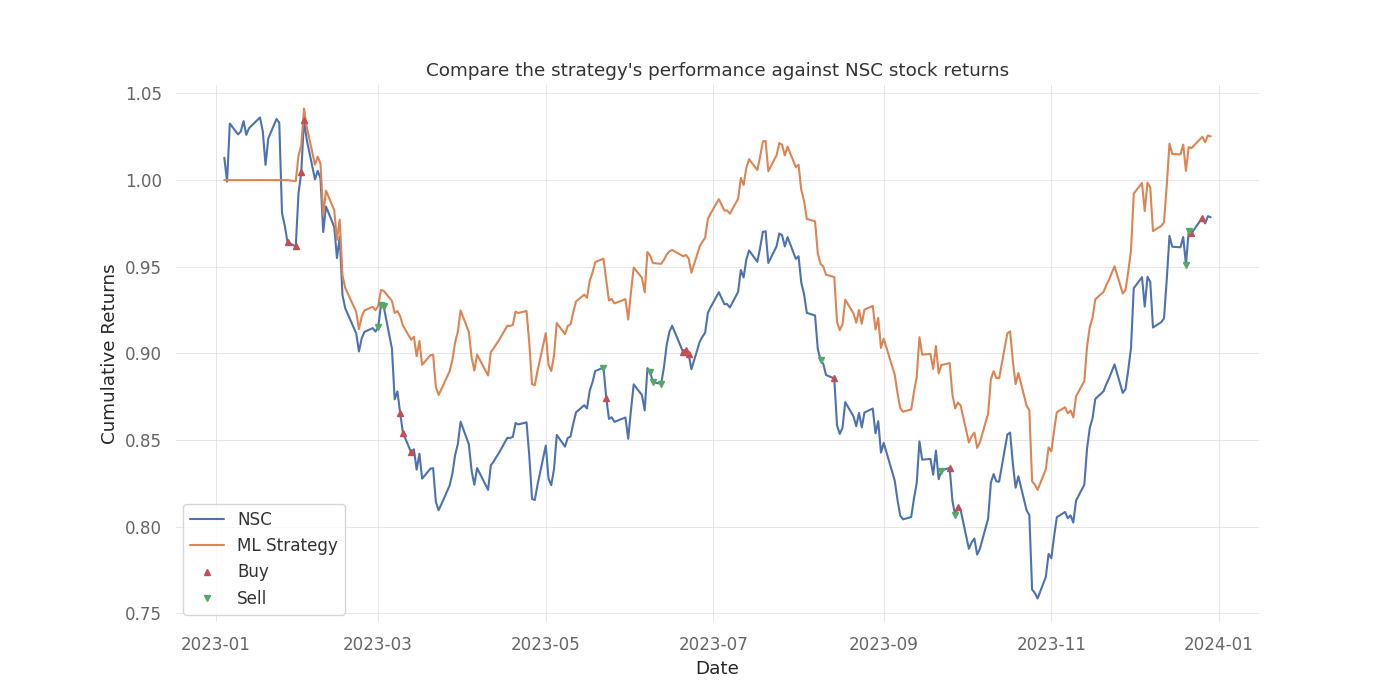 Compare the strategy's performance against NSC stock returns
1.05
1.00
0.95
0.90
0.85
0.80
0.75
Cumulative Returns
NSC
ML Strategy
Buy
Sell
2023-01 2023-03 2023-05 2023-07 2023-09 2023-11 2024-01
Date